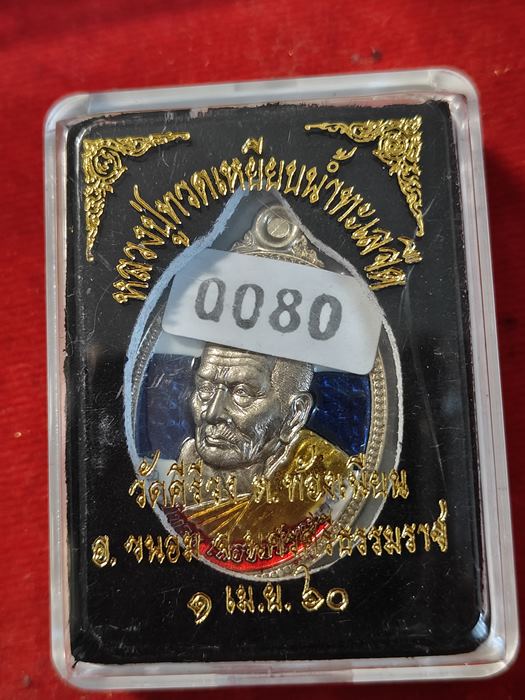 หลวงปู่ทวดเหยียบน้ำทะเลจืด
0080
วัดคีรีวง ต.ท้องเนียน
อ. ขนอม จ.นครศรีธรรมราช
๑ เม.ย. ๖๐